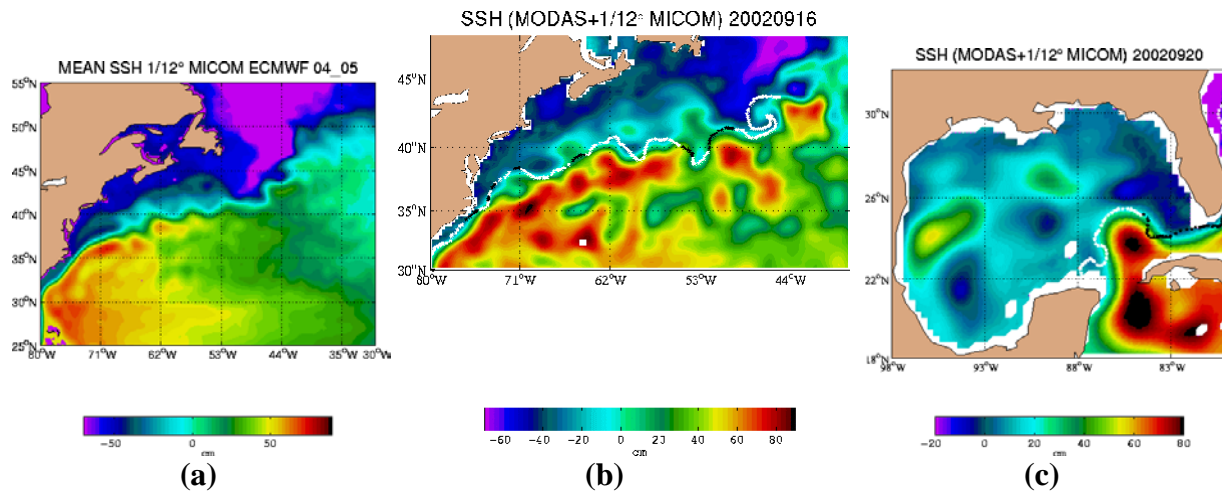 MEAN SSH 1/12° MICOM ECMWF 04_05
55°N
50°N
45°N
40°N
35°N
30°N
25°N
80°W 71°W 62°W 53°W 44°W 35°W 30°W
−50 0 50
cm
(a)
SSH (MODAS+1/12° MICOM) 20020916
45°N
40°N
35°N
30°N
80°W 71°W 62°W 53°W 44°W
−60 −40 −20 0 23 40 60 80
cm
(b)
SSH (MODAS+1/12° MICOM) 20020920
30°N
26°N
22°N
18°N
98°W 93°W 88°W 83°W
−20 0 20 40 60 80
cm
(c)